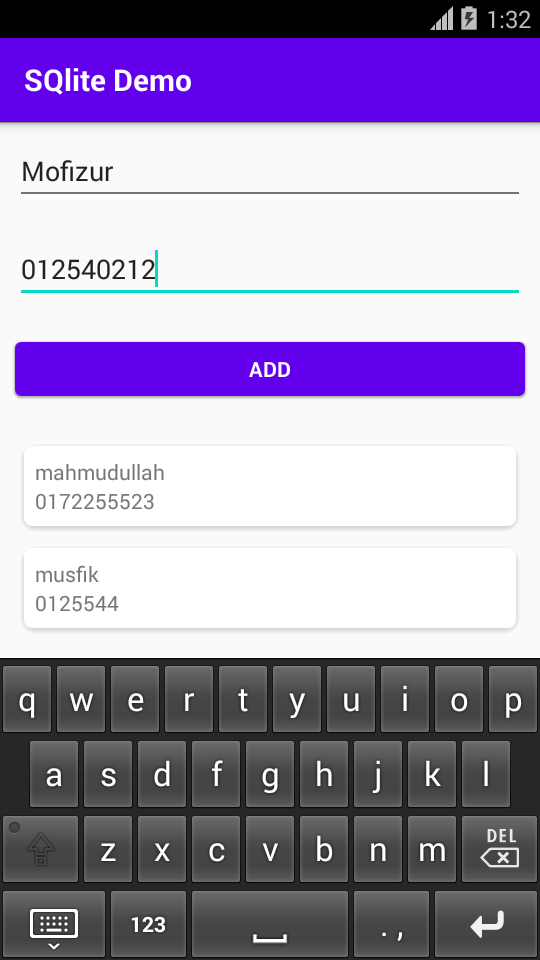 1:32
SQlite Demo
Mofizur
012540212
ADD
mahmudullah
0172255523
musfik
0125544
q w e r t y u i o p
a s d f g h j k l
z x c v b n m DEL
123 . ,